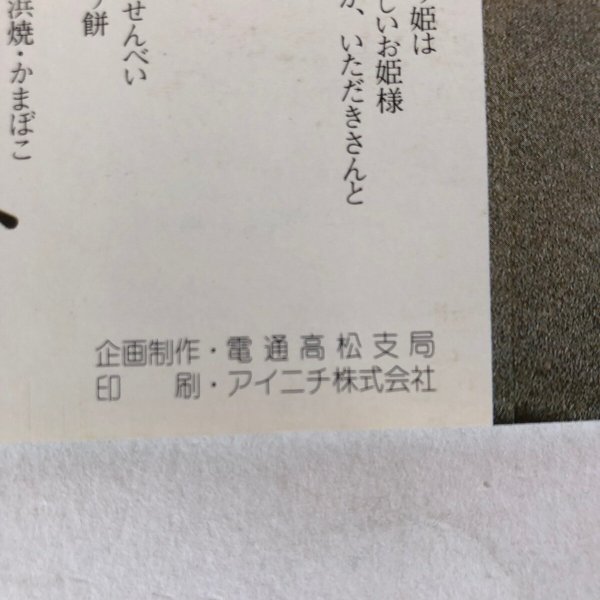 姫は
しいお姫様
、いただきさんと
せんべい
り餅
浜焼・かまぼこ
企画制作・電通高松支局
印 刷・アイニチ株式会社